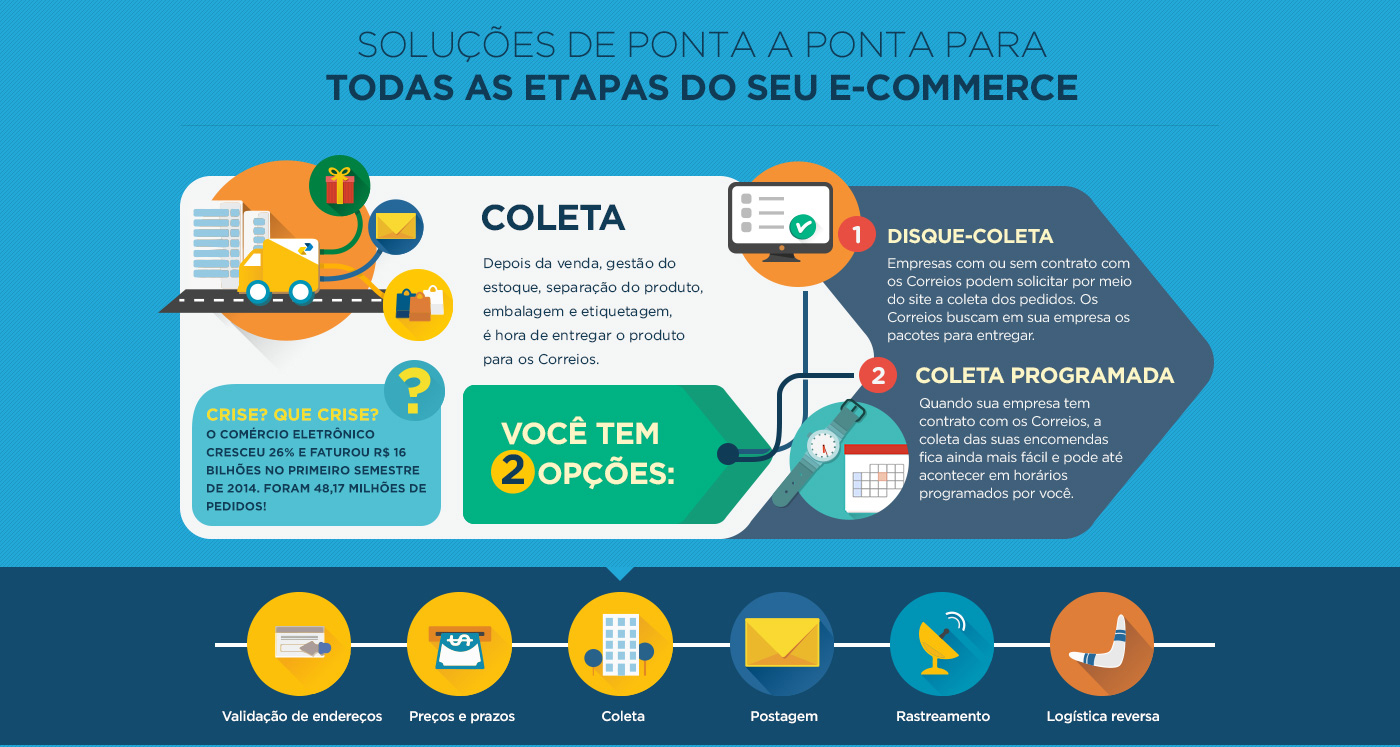 SOLUÇÕES DE PONTA A PONTA PARA
TODAS AS ETAPAS DO SEU E-COMMERCE
COLETA
Depois da venda, gestão do
estoque, separação do produto,
embalagem e etiquetagem,
é hora de entregar o produto
para os Correios.
?
CRISE? QUE CRISE?
O COMÉRCIO ELETRÔNICO
CRESCEU 26% E FATUROU R$ 16
BILHÕES NO PRIMEIRO SEMESTRE
DE 2014. FORAM 48,17 MILHÕES DE
PEDIDOS!
VOCÊ TEM
2 OPÇÕES:
1
DISQUE-COLETA
Empresas com ou sem contrato com
os Correios podem solicitar por meio
do site a coleta dos pedidos. Os
Correios buscam em sua empresa os
pacotes para entregar.
2
COLETA PROGRAMADA
Quando sua empresa tem
contrato com os Correios, a
coleta das suas encomendas
fica ainda mais fácil e pode até
acontecer em horários
programados por você.
$
Validação de endereços
Preços e prazos
Coleta
Postagem
Rastreamento
Logística reversa